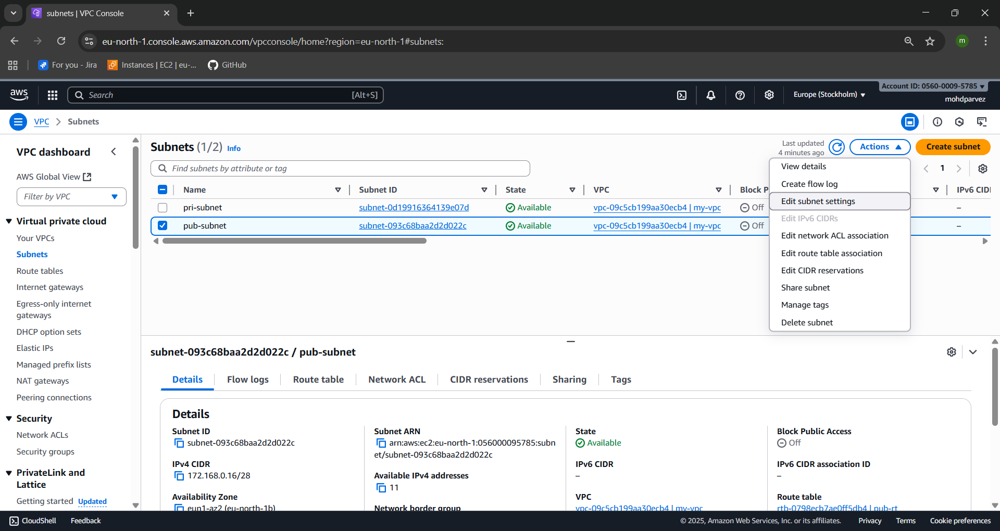 subnets | VPC Console
eu-north-1.console.aws.amazon.com/vpcconsole/home?region=eu-north-1#subnets:
m
For you - Jira
Instances | EC2 | eu-...
GitHub
aws
Search
[Alt+S]
Europe (Stockholm)
Account ID: 0560-0009-5785
mohdparvez
VPC
Subnets
VPC dashboard
AWS Global View
Filter by VPC
Virtual private cloud
Your VPCs
Subnets
Route tables
Internet gateways
Egress-only internet
gateways
DHCP option sets
Elastic IPs
Managed prefix lists
NAT gateways
Peering connections
Security
Network ACLs
Security groups
PrivateLink and
Lattice
Getting started Updated
Subnets (1/2) Info
Last updated
4 minutes ago
Actions
Create subnet
Find subnets by attribute or tag
1
Name Subnet ID State VPC Block P IPv6 CID
pri-subnet subnet-0d19916364139e07d Available vpc-09c5cb199aa30ecb4 | my-vpc Off –
pub-subnet subnet-093c68baa2d2d022c Available vpc-09c5cb199aa30ecb4 | my-vpc Off –
View details
Create flow log
Edit subnet settings
Edit IPv6 CIDRs
Edit network ACL association
Edit route table association
Edit CIDR reservations
Share subnet
Manage tags
Delete subnet
subnet-093c68baa2d2d022c / pub-subnet
Details Flow logs Route table Network ACL CIDR reservations Sharing Tags
Details
Subnet ID
subnet-093c68baa2d2d022c
IPv4 CIDR
172.168.0.16/28
Availability Zone
eun1-az2 (eu-north-1b)
Subnet ARN
arn:aws:ec2:eu-north-1:056000095785:subn
et/subnet-093c68baa2d2d022c
Available IPv4 addresses
11
Network border group
State
Available
IPv6 CIDR
–
VPC
vpc-09c5cb199aa30ecb4 | my-vpc
Block Public Access
Off
IPv6 CIDR association ID
–
Route table
rtb-0798ecb7ae0ff5db4 | pub-rt
CloudShell
Feedback
© 2025, Amazon Web Services, Inc. or its affiliates.
Privacy
Terms
Cookie preferences